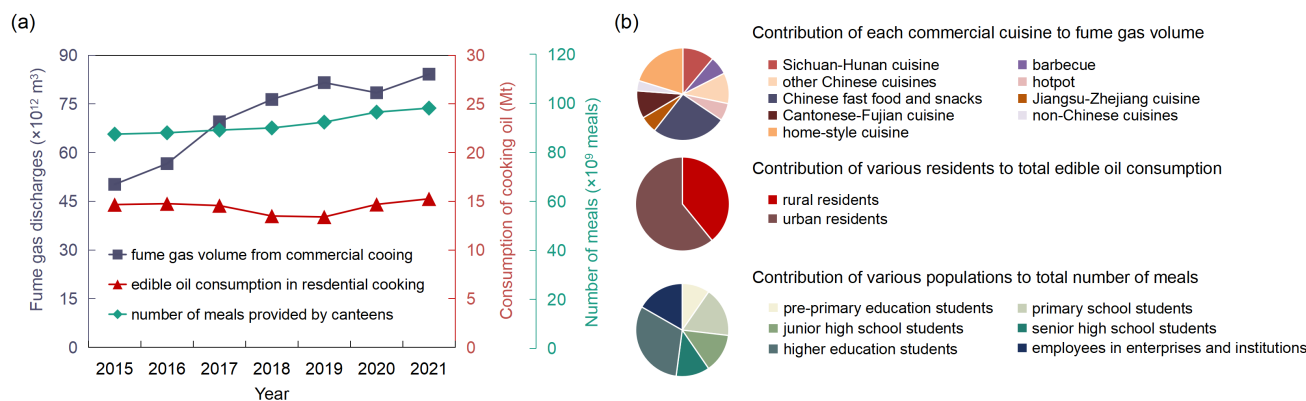 (a)
90
75
60
45
30
15
0
Fume gas discharges (×10¹² m³)
30
25
20
15
10
5
0
Consumption of cooking oil (Mt)
120
100
80
60
40
20
0
Number of meals (×10⁹ meals)
fume gas volume from commercial cooing
edible oil consumption in resdential cooking
number of meals provided by canteens
2015 2016 2017 2018 2019 2020 2021
Year
(b)
Contribution of each commercial cuisine to fume gas volume
Sichuan-Hunan cuisine barbecue
other Chinese cuisines hotpot
Chinese fast food and snacks Jiangsu-Zhejiang cuisine
Cantonese-Fujian cuisine non-Chinese cuisines
home-style cuisine
Contribution of various residents to total edible oil consumption
rural residents
urban residents
Contribution of various populations to total number of meals
pre-primary education students primary school students
junior high school students senior high school students
higher education students employees in enterprises and institutions